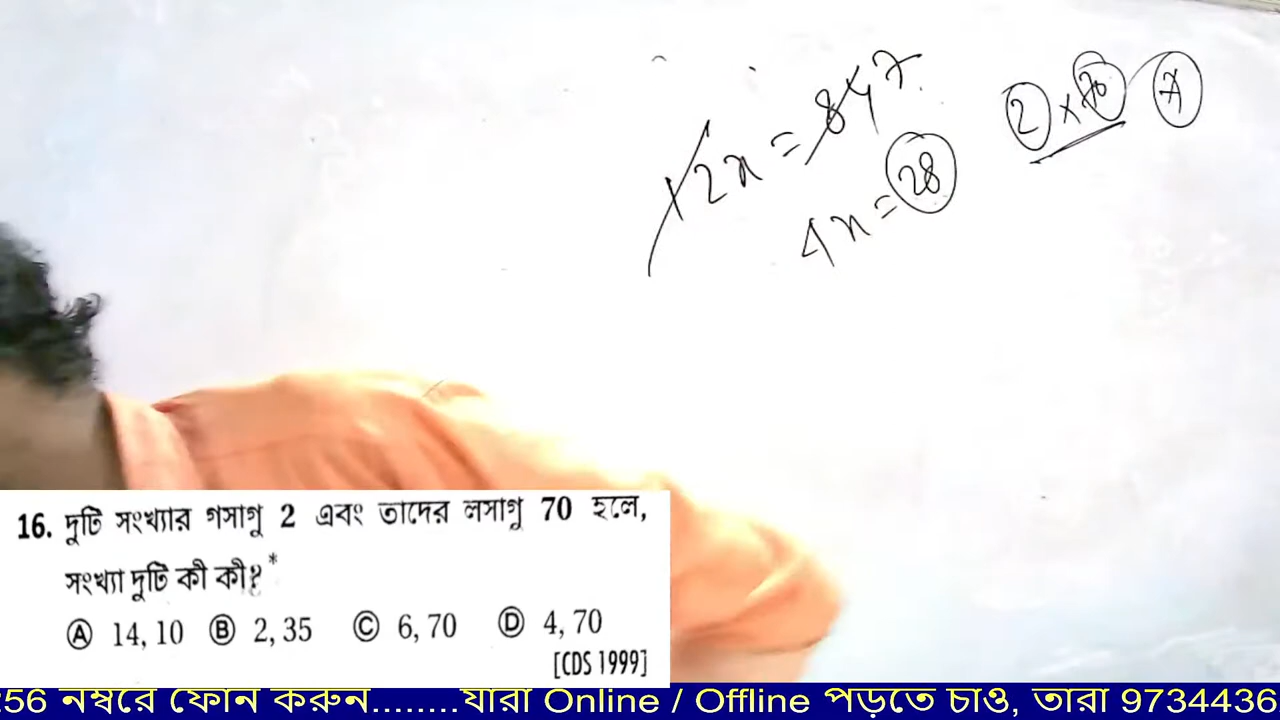 12x = 84 7
4x = 28
2 × 70 7
16. দুটি সংখ্যার গসাগু 2 এবং তাদের লসাগু 70 হলে,
সংখ্যা দুটি কী কী?*
Ⓐ 14, 10 Ⓑ 2, 35 Ⓒ 6, 70 Ⓓ 4, 70
[CDS 1999]
:56 নম্বরে ফোন করুন........যারা Online / Offline পড়তে চাও, তারা 9734436